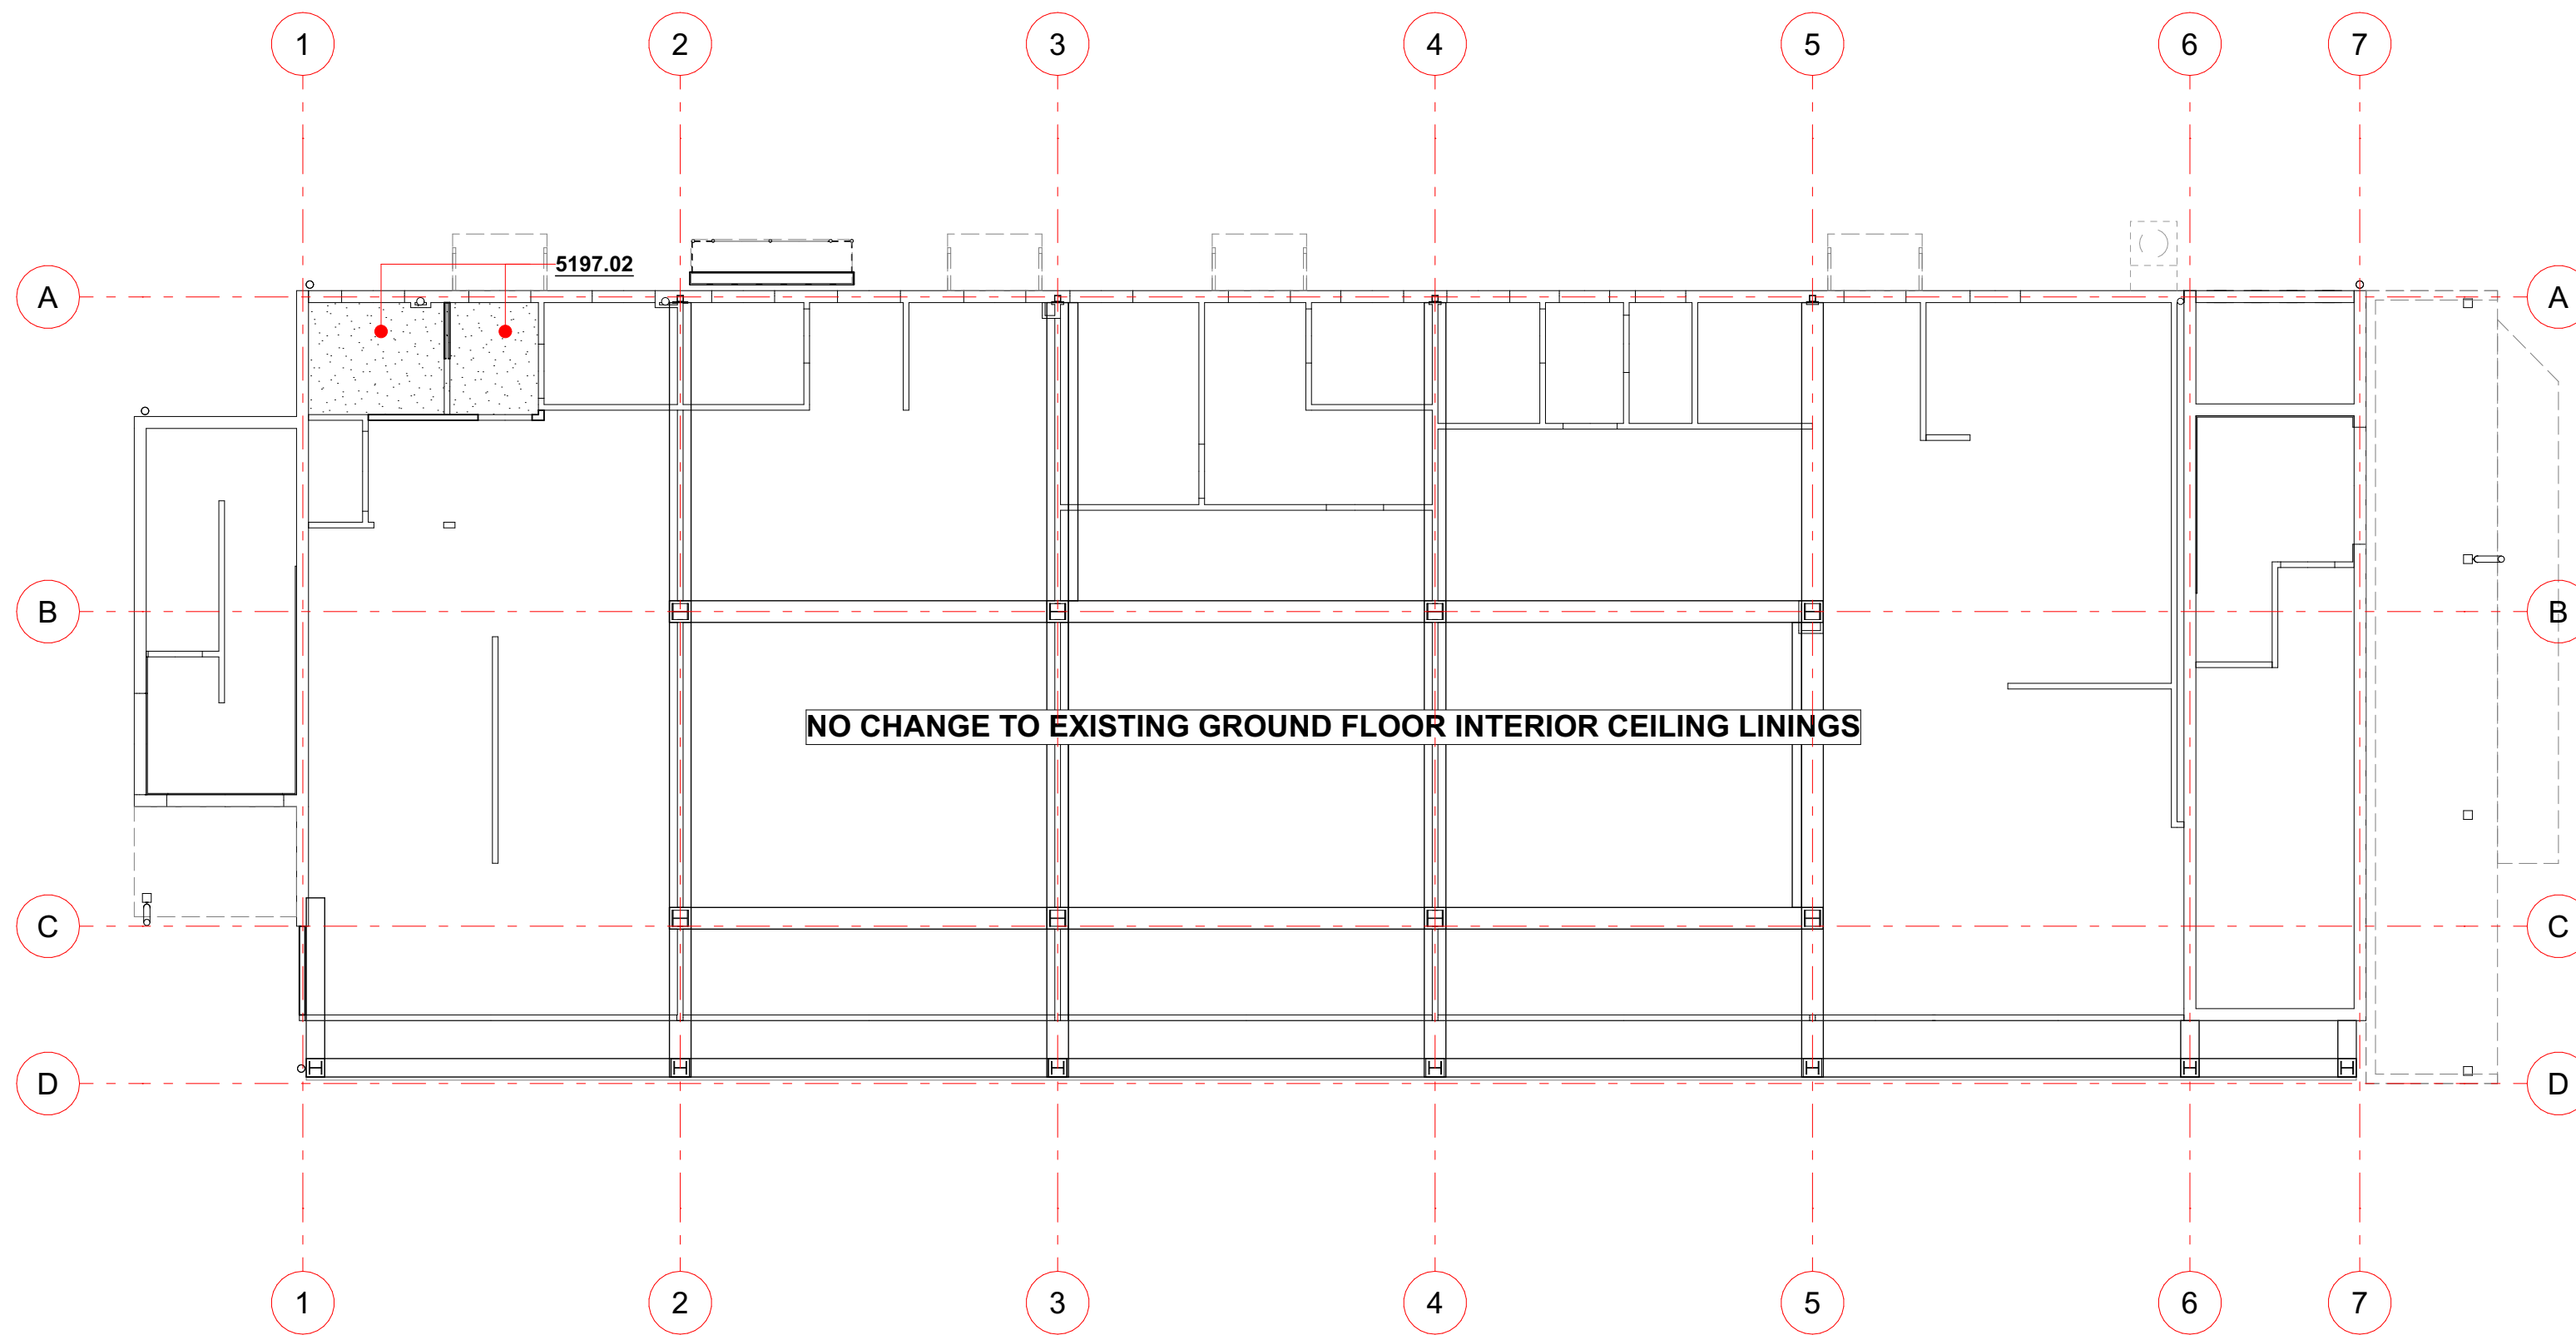 1 2 3 4 5 6 7
5197.02
A A
B B
NO CHANGE TO EXISTING GROUND FLOOR INTERIOR CEILING LININGS
C C
D D
1 2 3 4 5 6 7